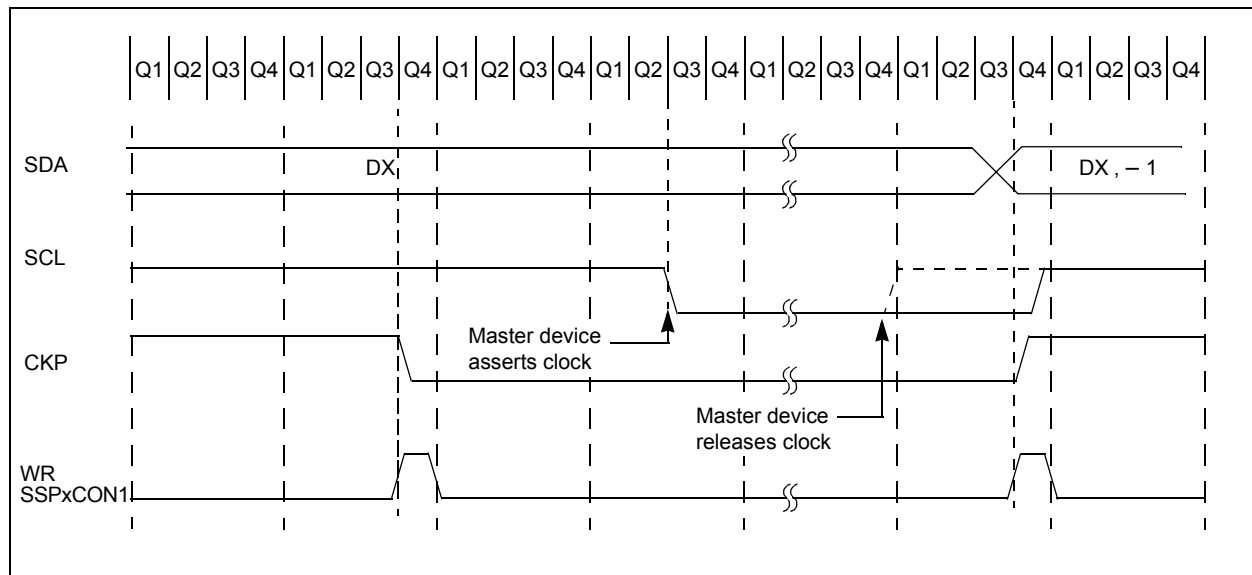 Q1 Q2 Q3 Q4 Q1 Q2 Q3 Q4 Q1 Q2 Q3 Q4 Q1 Q2 Q3 Q4 Q1 Q2 Q3 Q4 Q1 Q2 Q3 Q4 Q1 Q2 Q3 Q4
SDA
DX
DX , – 1
SCL
Master device
asserts clock
CKP
Master device
releases clock
WR
SSPxCON1